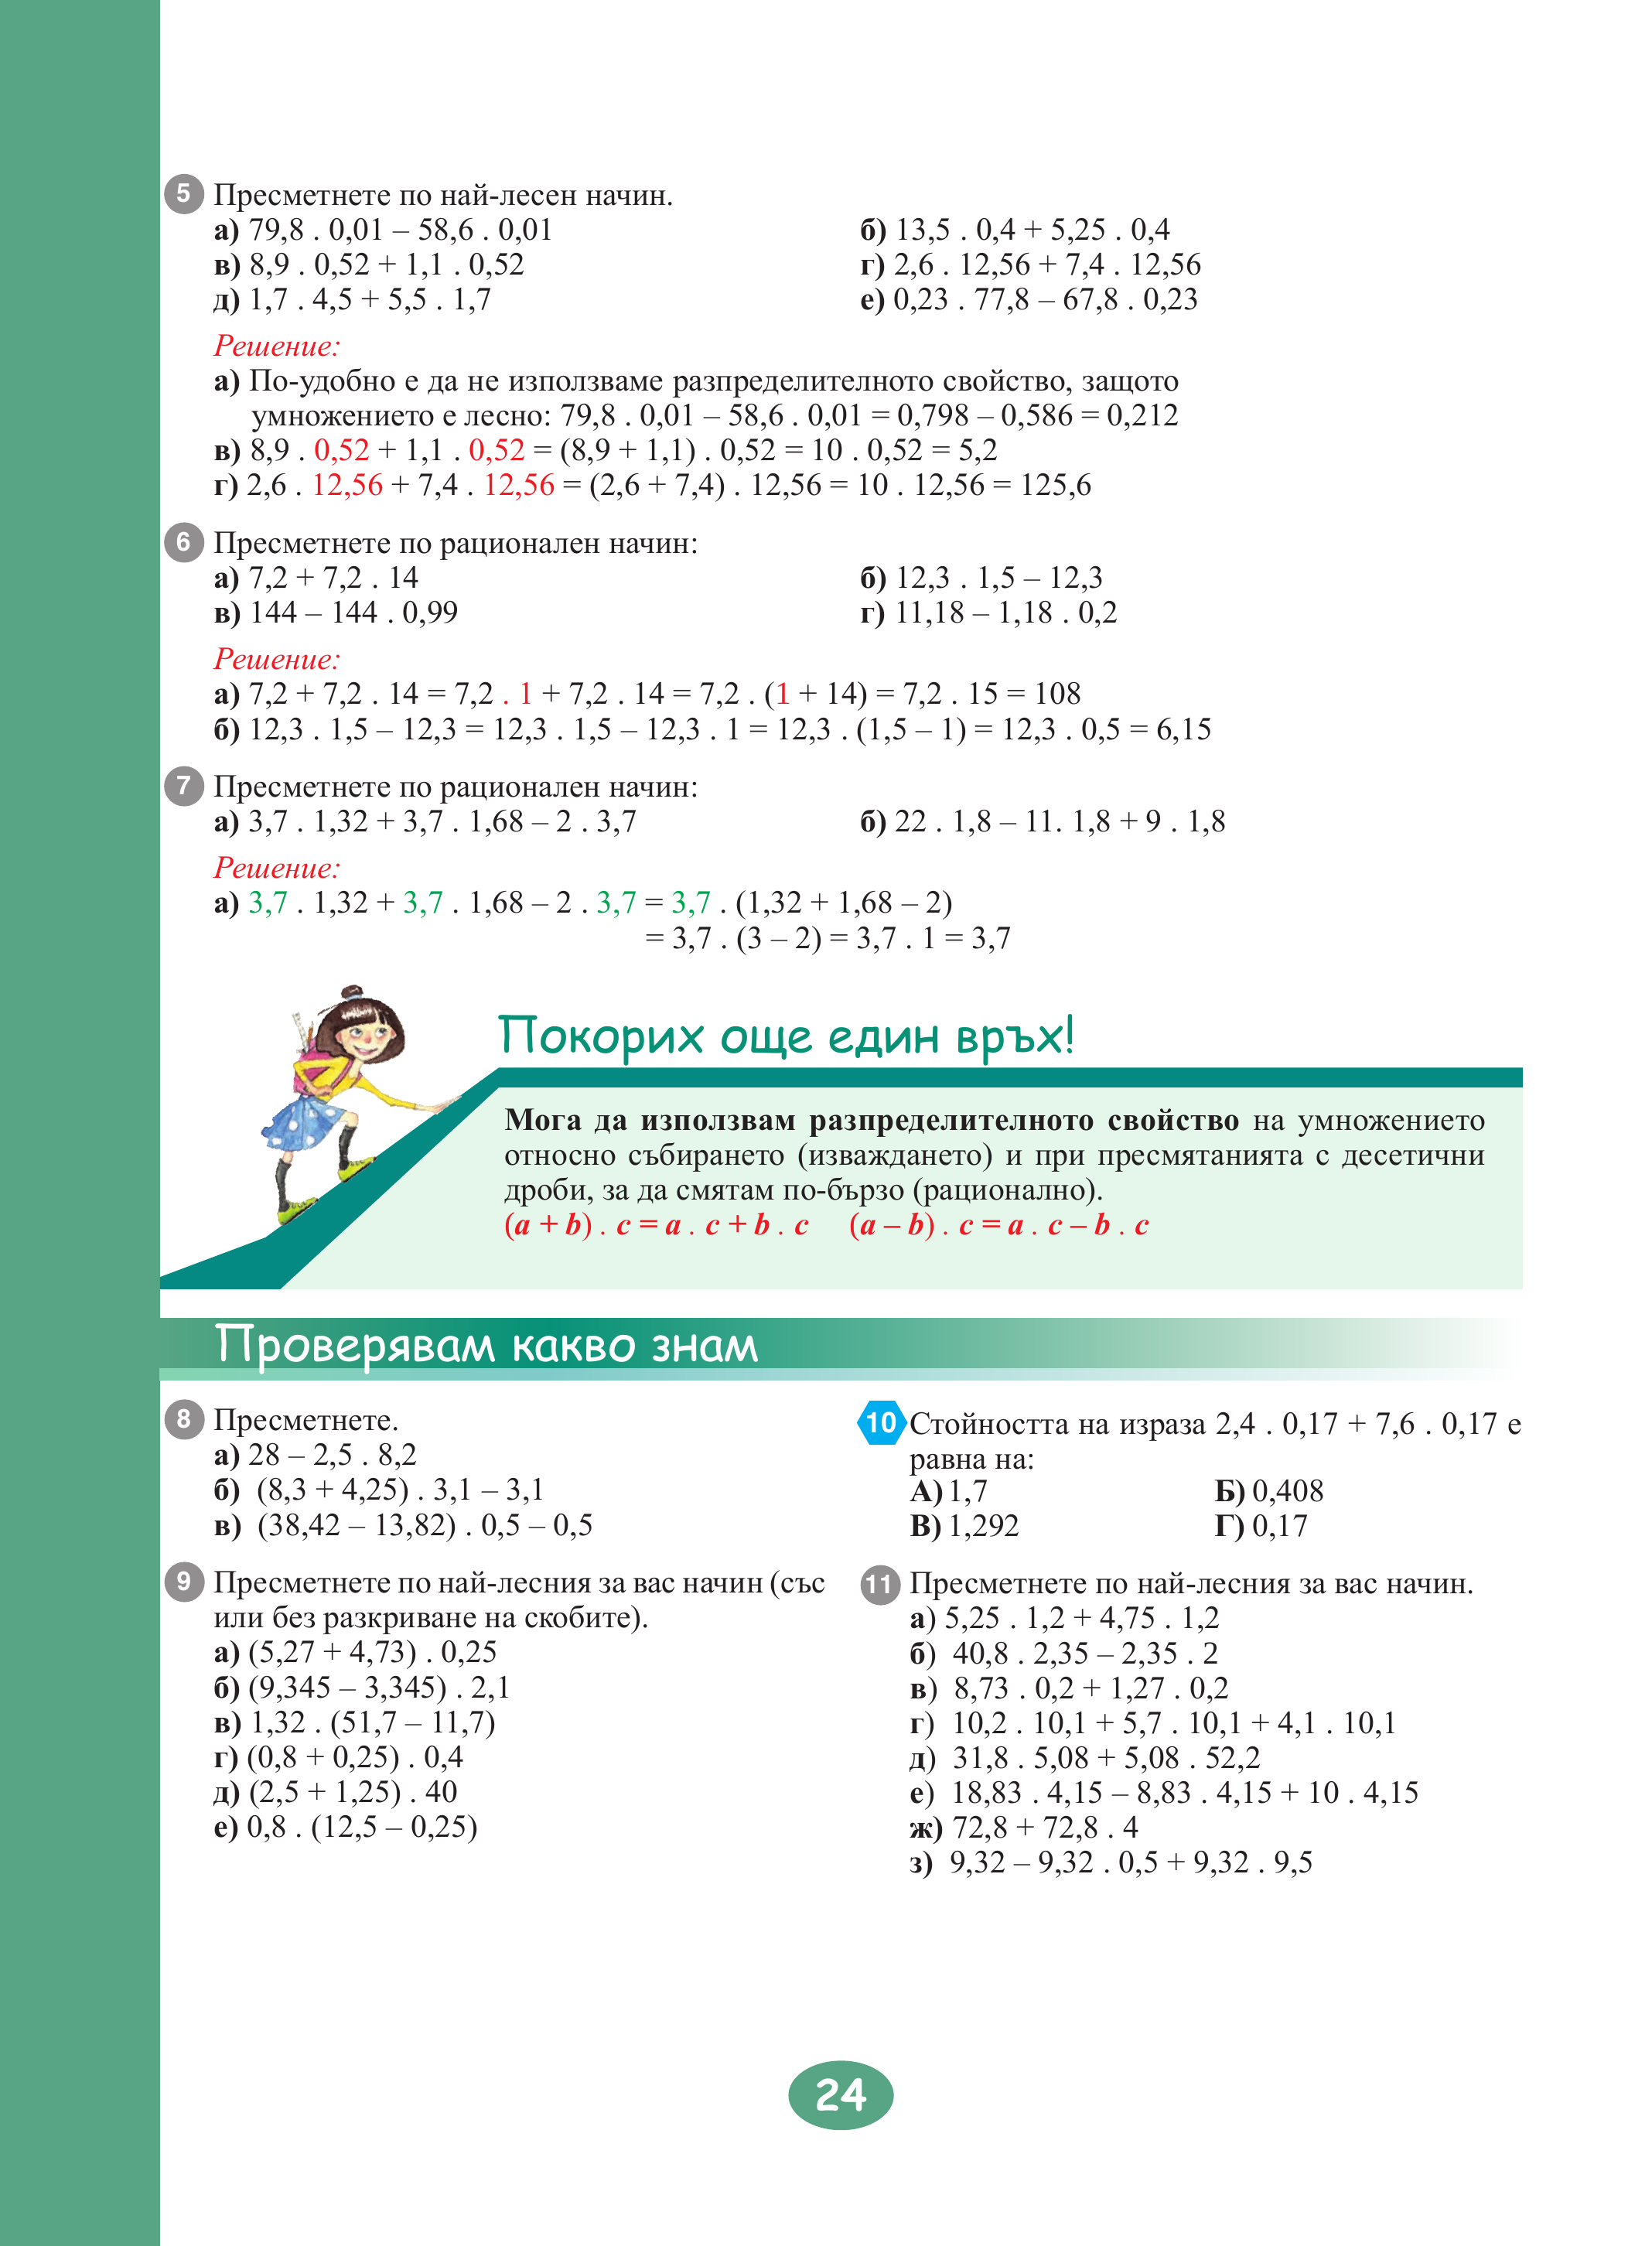 5 Пресметнете по най-лесен начин.
а) 79,8 . 0,01 – 58,6 . 0,01
б) 13,5 . 0,4 + 5,25 . 0,4
в) 8,9 . 0,52 + 1,1 . 0,52
г) 2,6 . 12,56 + 7,4 . 12,56
д) 1,7 . 4,5 + 5,5 . 1,7
е) 0,23 . 77,8 – 67,8 . 0,23
Решение:
а) По-удобно е да не използваме разпределителното свойство, защото
умножението е лесно: 79,8 . 0,01 – 58,6 . 0,01 = 0,798 – 0,586 = 0,212
в) 8,9 . 0,52 + 1,1 . 0,52 = (8,9 + 1,1) . 0,52 = 10 . 0,52 = 5,2
г) 2,6 . 12,56 + 7,4 . 12,56 = (2,6 + 7,4) . 12,56 = 10 . 12,56 = 125,6
6 Пресметнете по рационален начин:
а) 7,2 + 7,2 . 14
б) 12,3 . 1,5 – 12,3
в) 144 – 144 . 0,99
г) 11,18 – 1,18 . 0,2
Решение:
а) 7,2 + 7,2 . 14 = 7,2 . 1 + 7,2 . 14 = 7,2 . (1 + 14) = 7,2 . 15 = 108
б) 12,3 . 1,5 – 12,3 = 12,3 . 1,5 – 12,3 . 1 = 12,3 . (1,5 – 1) = 12,3 . 0,5 = 6,15
7 Пресметнете по рационален начин:
а) 3,7 . 1,32 + 3,7 . 1,68 – 2 . 3,7
б) 22 . 1,8 – 11. 1,8 + 9 . 1,8
Решение:
а) 3,7 . 1,32 + 3,7 . 1,68 – 2 . 3,7 = 3,7 . (1,32 + 1,68 – 2)
= 3,7 . (3 – 2) = 3,7 . 1 = 3,7
Покорих още един връх!
Мога да използвам разпределителното свойство на умножението
относно събирането (изваждането) и при пресмятанията с десетични
дроби, за да смятам по-бързо (рационално).
(a + b) . c = a . c + b . c (a – b) . c = a . c – b . c
Проверявам какво знам
8 Пресметнете.
а) 28 – 2,5 . 8,2
б) (8,3 + 4,25) . 3,1 – 3,1
в) (38,42 – 13,82) . 0,5 – 0,5
9 Пресметнете по най-лесния за вас начин (със
или без разкриване на скобите).
а) (5,27 + 4,73) . 0,25
б) (9,345 – 3,345) . 2,1
в) 1,32 . (51,7 – 11,7)
г) (0,8 + 0,25) . 0,4
д) (2,5 + 1,25) . 40
е) 0,8 . (12,5 – 0,25)
10 Стойността на израза 2,4 . 0,17 + 7,6 . 0,17 е
равна на:
А) 1,7
Б) 0,408
В) 1,292
Г) 0,17
11 Пресметнете по най-лесния за вас начин.
а) 5,25 . 1,2 + 4,75 . 1,2
б) 40,8 . 2,35 – 2,35 . 2
в) 8,73 . 0,2 + 1,27 . 0,2
г) 10,2 . 10,1 + 5,7 . 10,1 + 4,1 . 10,1
д) 31,8 . 5,08 + 5,08 . 52,2
е) 18,83 . 4,15 – 8,83 . 4,15 + 10 . 4,15
ж) 72,8 + 72,8 . 4
з) 9,32 – 9,32 . 0,5 + 9,32 . 9,5
24